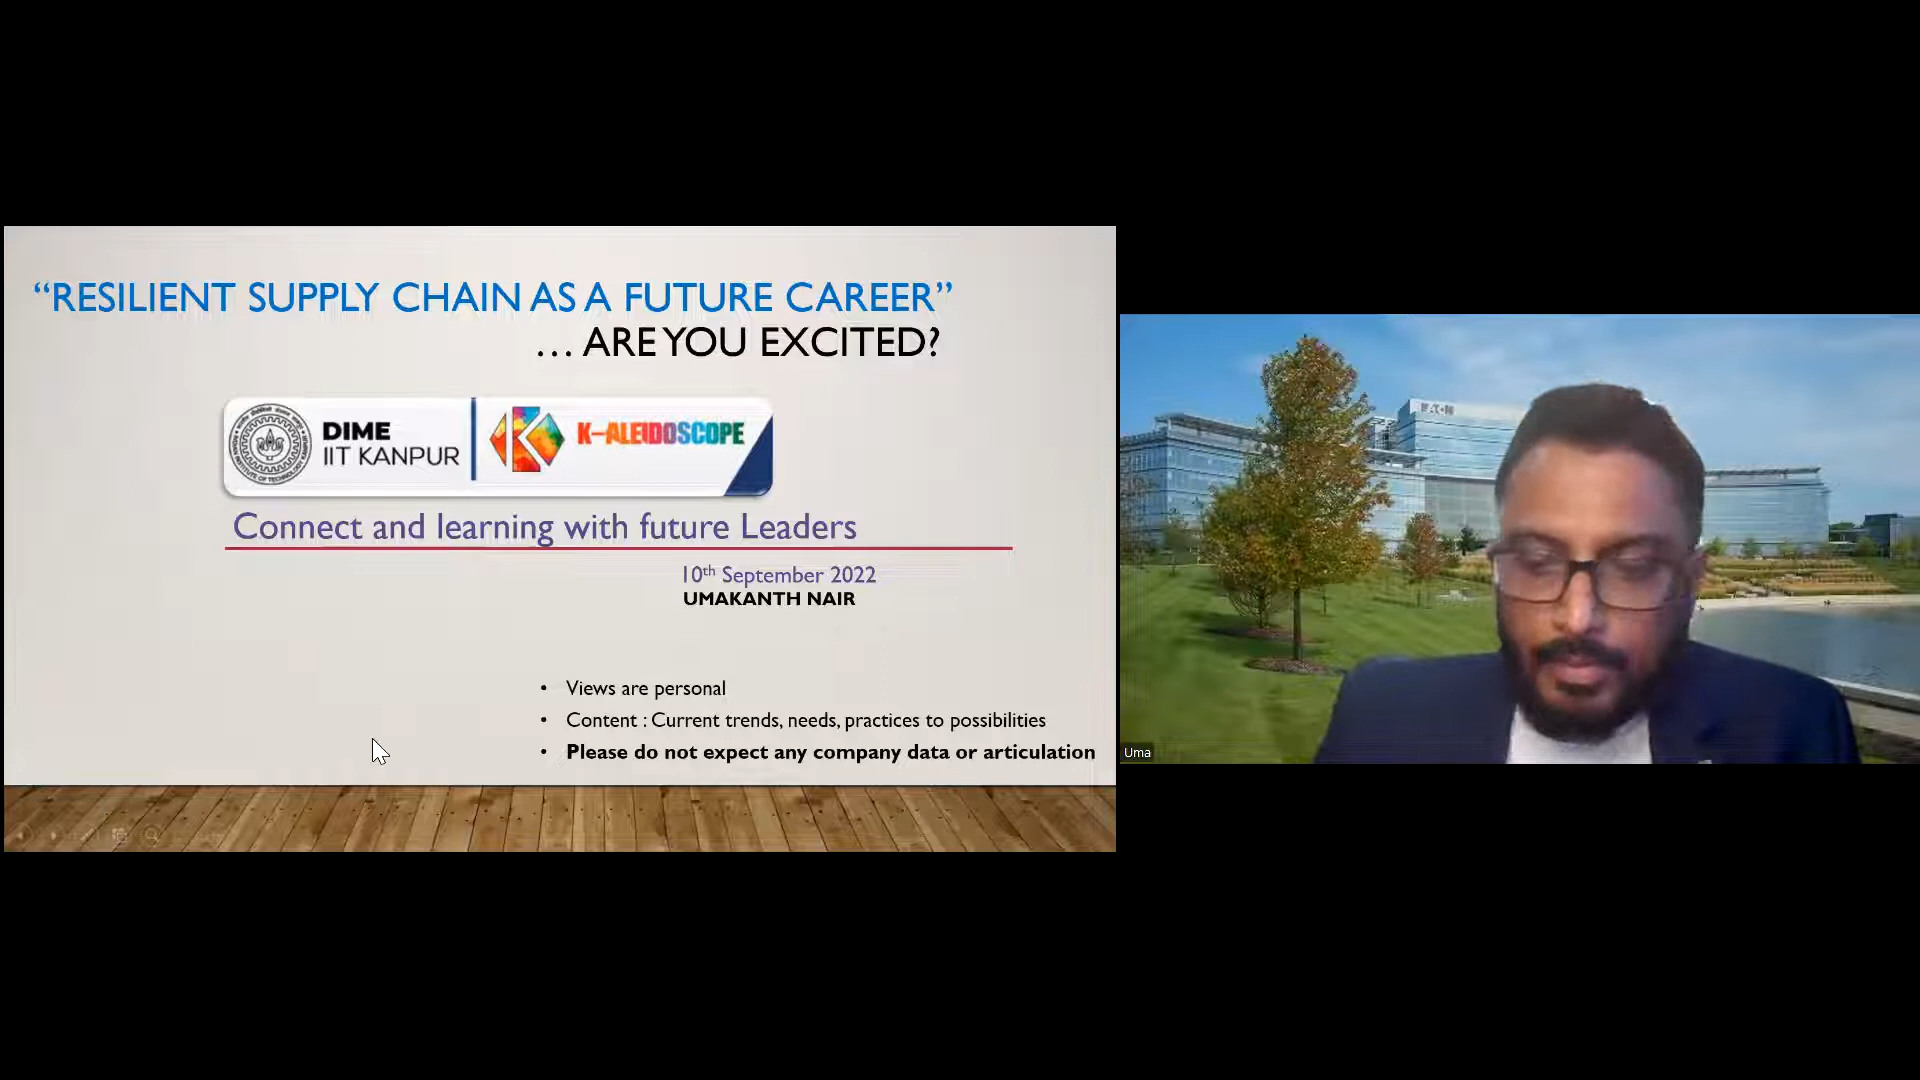 “RESILIENT SUPPLY CHAIN AS A FUTURE CAREER”
… ARE YOU EXCITED?
DIME
IIT KANPUR
K-ALEIDOSCOPE
Connect and learning with future Leaders
10th September 2022
UMAKANTH NAIR
• Views are personal
• Content : Current trends, needs, practices to possibilities
• Please do not expect any company data or articulation
EATON
Uma